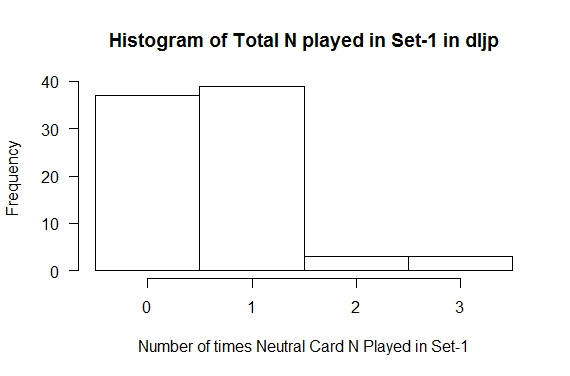 Histogram of Total N played in Set-1 in dljp
40
30
20
10
0
Frequency
0 1 2 3
Number of times Neutral Card N Played in Set-1